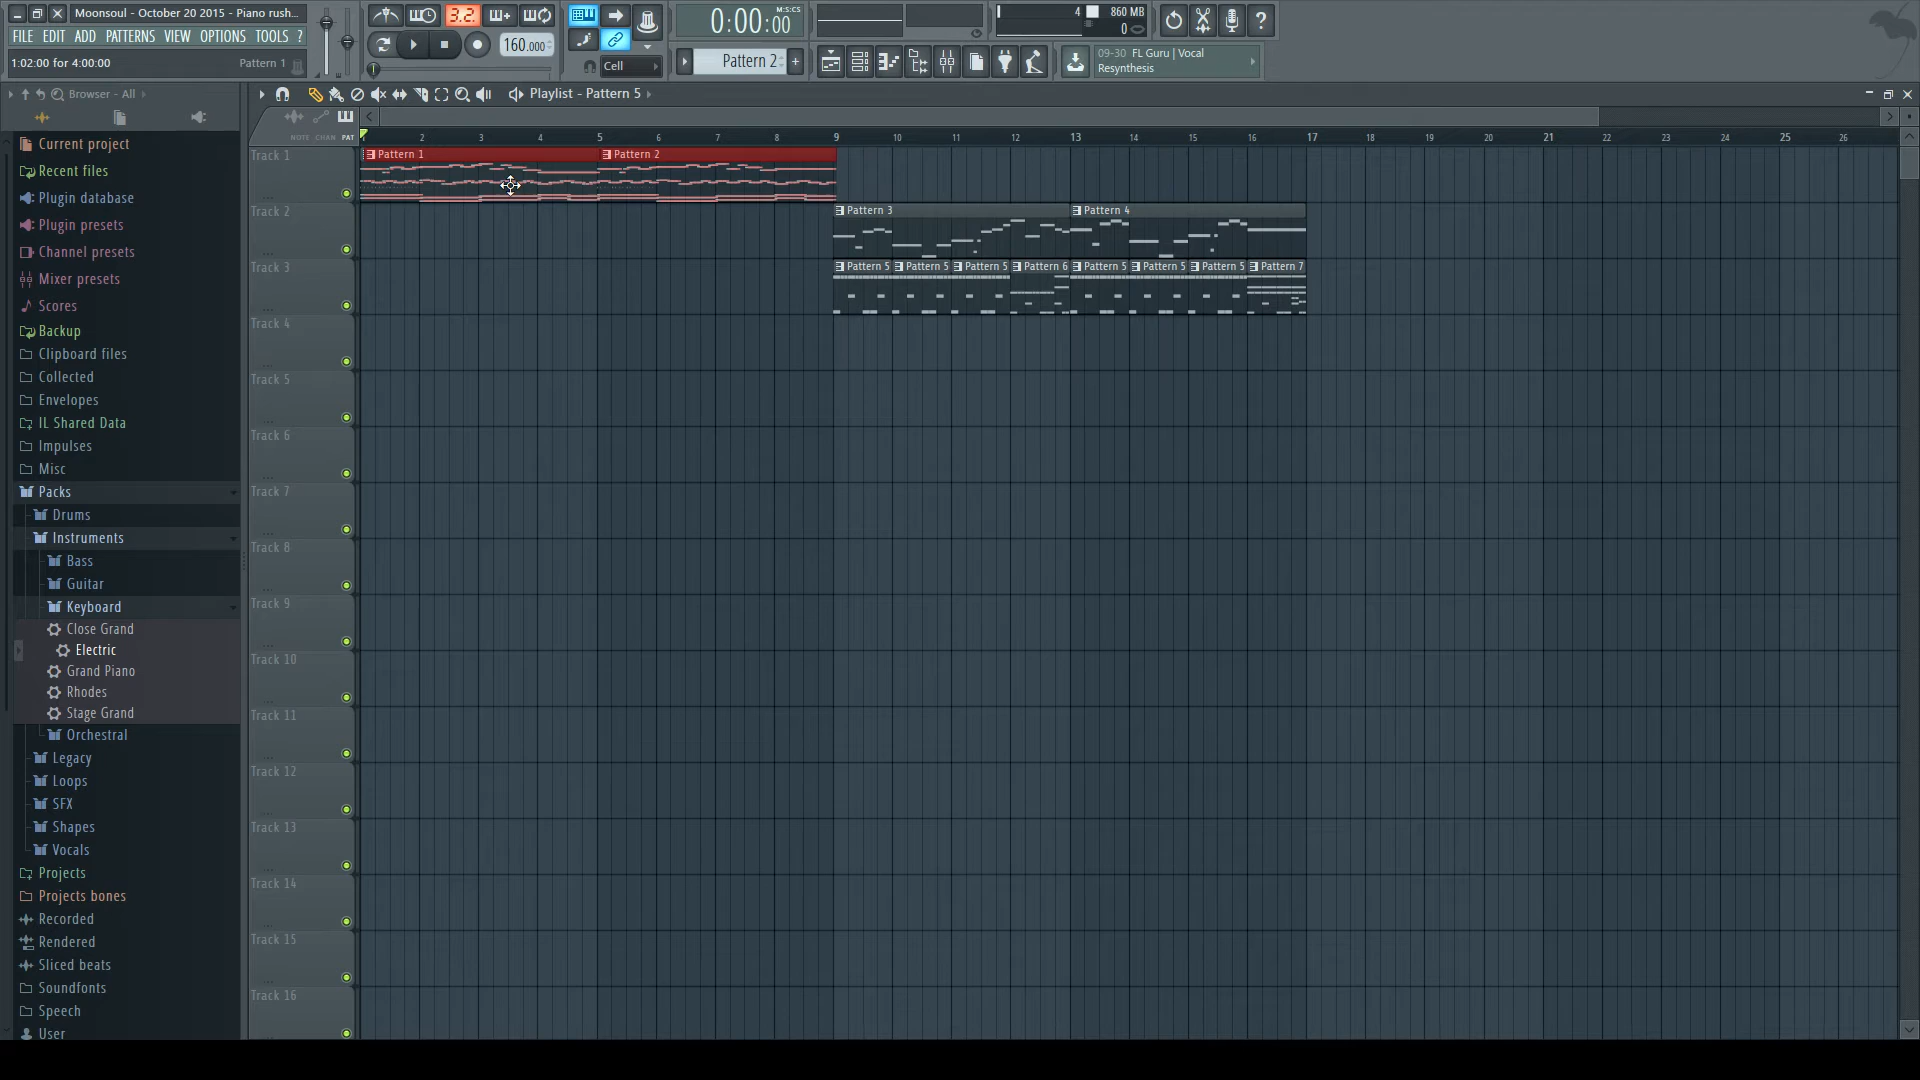 Moonsoul - October 20 2015 - Piano rush...
FILE EDIT ADD PATTERNS VIEW OPTIONS TOOLS ?
1:02:00 for 4:00:00 Pattern 1
3.2.
160.000
Cell
0:00:00
M:S:CS
Pattern 2
4 860 MB
0
09-30 FL Guru | Vocal
Resynthesis
Browser - All
Playlist - Pattern 5
NOTE CHAN PAT
2 3 4 5 6 7 8 9 10 11 12 13 14 15 16 17 18 19 20 21 22 23 24 25 26
Current project
Recent files
Plugin database
Plugin presets
Channel presets
Mixer presets
Scores
Backup
Clipboard files
Collected
Envelopes
IL Shared Data
Impulses
Misc
Packs
Drums
Instruments
Bass
Guitar
Keyboard
Close Grand
Electric
Grand Piano
Rhodes
Stage Grand
Orchestral
Legacy
Loops
SFX
Shapes
Vocals
Projects
Projects bones
Recorded
Rendered
Sliced beats
Soundfonts
Speech
User
Track 1
Pattern 1 Pattern 2
Track 2
Pattern 3 Pattern 4
Track 3
Pattern 5 Pattern 5 Pattern 5 Pattern 6 Pattern 5 Pattern 5 Pattern 5 Pattern 7
Track 4
Track 5
Track 6
Track 7
Track 8
Track 9
Track 10
Track 11
Track 12
Track 13
Track 14
Track 15
Track 16